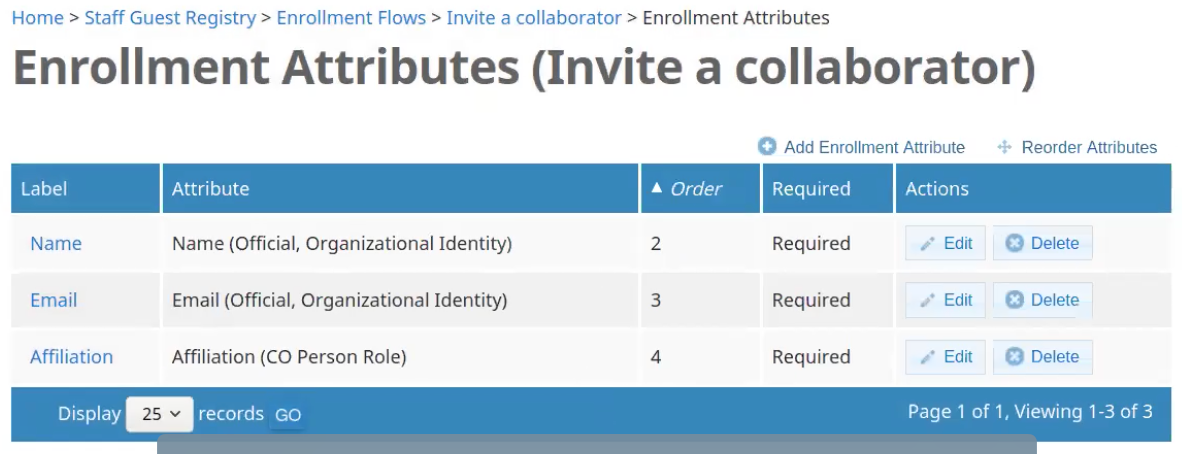 Home > Staff Guest Registry > Enrollment Flows > Invite a collaborator > Enrollment Attributes
Enrollment Attributes (Invite a collaborator)
Add Enrollment Attribute Reorder Attributes
Label Attribute ▲ Order Required Actions
Name Name (Official, Organizational Identity) 2 Required Edit Delete
Email Email (Official, Organizational Identity) 3 Required Edit Delete
Affiliation Affiliation (CO Person Role) 4 Required Edit Delete
Display 25 records GO Page 1 of 1, Viewing 1-3 of 3